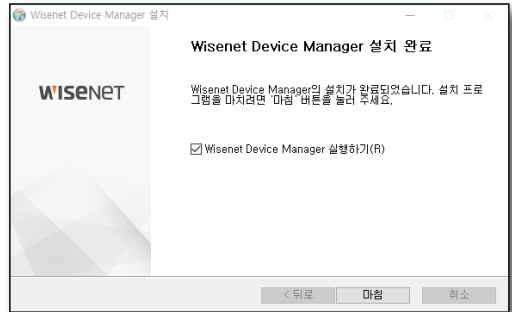 Wisenet Device Manager 설치
Wisenet Device Manager 설치 완료
WISENET
Wisenet Device Manager의 설치가 완료되었습니다. 설치 프로
그램을 마치려면 '마침' 버튼을 눌러 주세요.
Wisenet Device Manager 실행하기(R)
< 뒤로
마침
취소